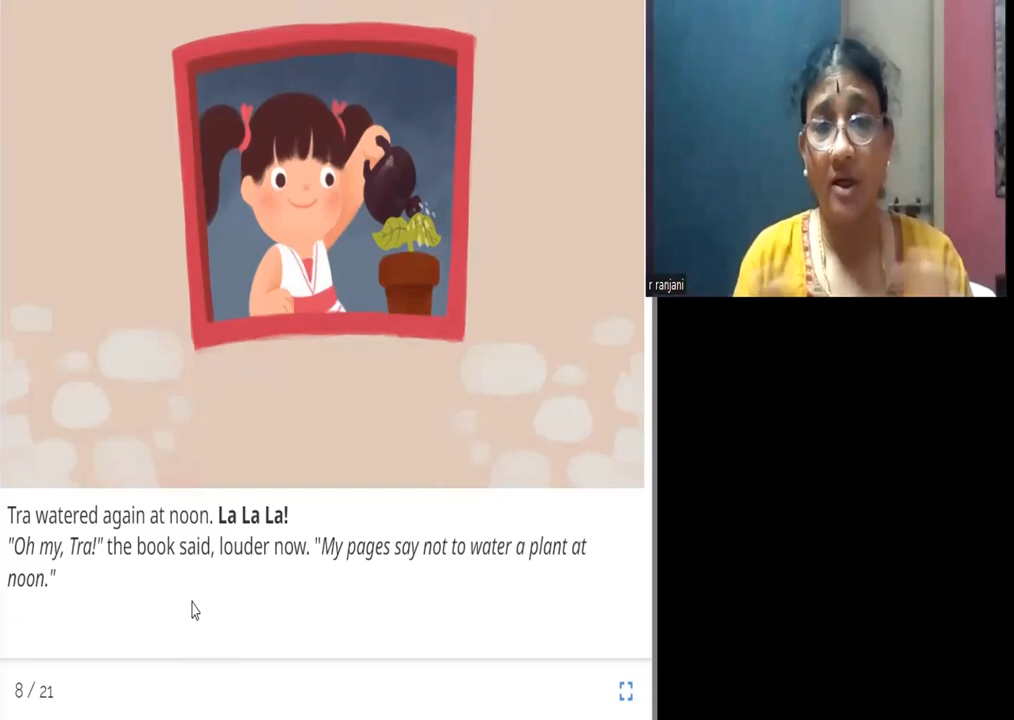 r ranjani
Tra watered again at noon. La La La!
"Oh my, Tra!" the book said, louder now. "My pages say not to water a plant at
noon."
8 / 21